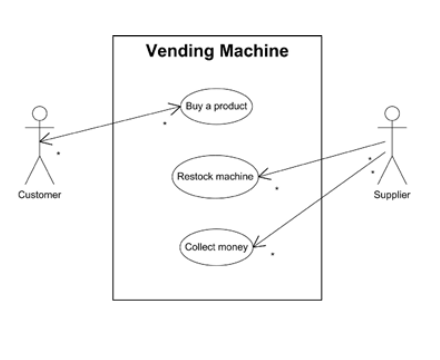 Vending Machine
Buy a product
*
*
Customer
Restock machine
*
*
*
Supplier
Collect money
*